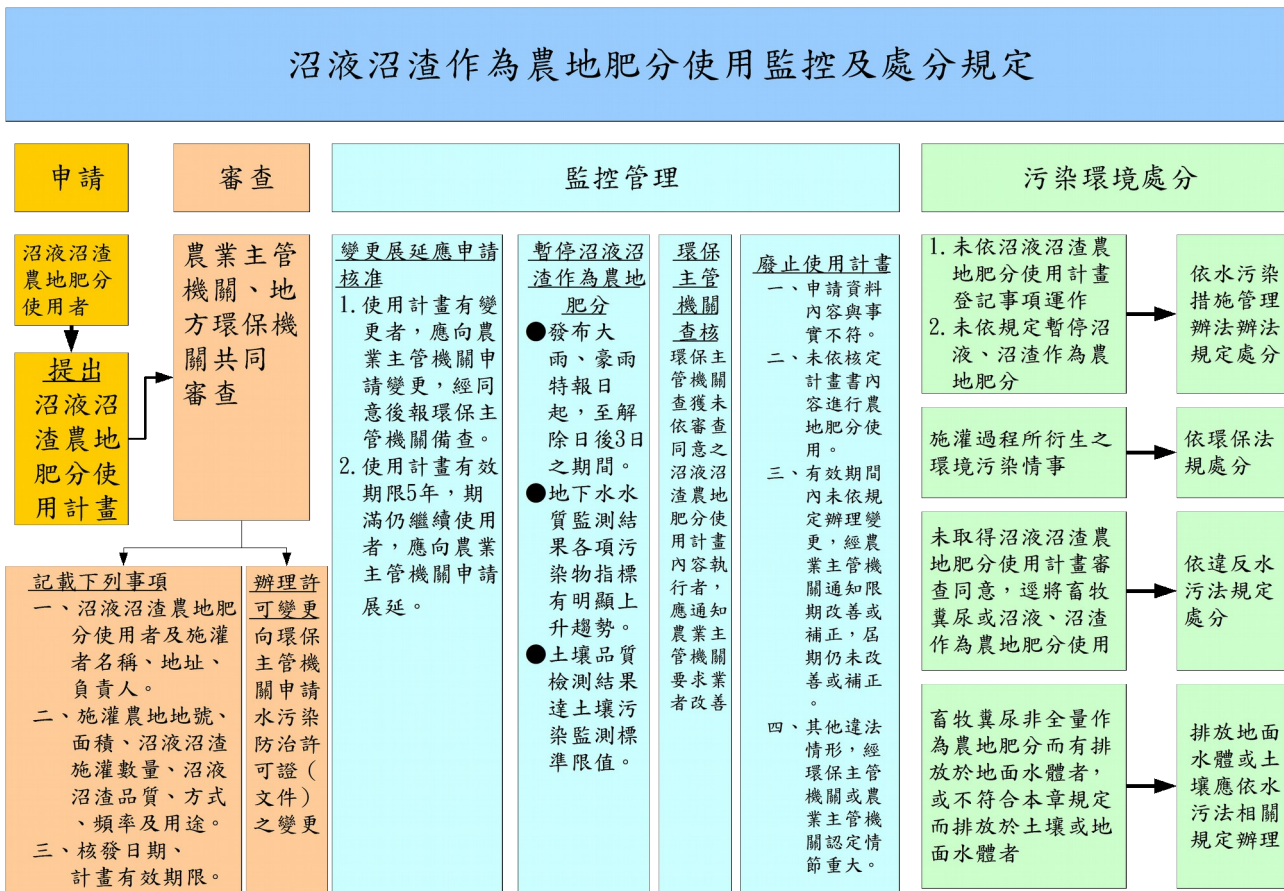 沼液沼渣作為農地肥分使用監控及處分規定
申請
沼液沼渣
農地肥分
使用者
提出
沼液沼
渣農地
肥分使
用計畫
審查
農業主管
機關、地
方環保機
關共同
審查
記載下列事項
一、沼液沼渣農地肥
分使用者及施灌
者名稱、地址、
負責人。
二、施灌農地地號、
面積、沼液沼渣
施灌數量、沼液
沼渣品質、方式
、頻率及用途。
三、核發日期、
計畫有效期限。
辦理許
可變更
向環保
主管機
關申請
水污染
防治許
可證(
文件)
之變更
監控管理
變更展延應申請
核准
1.使用計畫有變
更者，應向農
業主管機關申
請變更，經同
意後報環保主
管機關備查。
2.使用計畫有效
期限5年，期
滿仍繼續使用
者，應向農業
主管機關申請
展延。
暫停沼液沼
渣作為農地
肥分
●發布大
雨、豪雨
特報日
起，至解
除日後3日
之期間。
●地下水水
質監測結
果各項污
染物指標
有明顯上
升趨勢。
●土壤品質
檢測結果
達土壤污
染監測標
準限值。
環保
主管
機關
查核
環保主
管機關
查獲未
依審查
同意之
沼液沼
渣農地
肥分使
用計畫
內容執
行者，
應通知
農業主
管機關
要求業
者改善
廢止使用計畫
一、申請資料
內容與事
實不符。
二、未依核定
計畫書內
容進行農
地肥分使
用。
三、有效期間
內未依規
定辦理變
更，經農
業主管機
關通知限
期改善或
補正，屆
期仍未改
善或補正
。
四、其他違法
情形，經
環保主管
機關或農
業主管機
關認定情
節重大。
污染環境處分
1.未依沼液沼渣農
地肥分使用計畫
登記事項運作
2.未依規定暫停沼
液、沼渣作為農
地肥分
依水污染
措施管理
辦法辦法
規定處分
施灌過程所衍生之
環境污染情事
依環保法
規處分
未取得沼液沼渣農
地肥分使用計畫審
查同意，逕將畜牧
糞尿或沼液、沼渣
作為農地肥分使用
依違反水
污法規定
處分
畜牧糞尿非全量作
為農地肥分而有排
放於地面水體者，
或不符合本章規定
而排放於土壤或地
面水體者
排放地面
水體或土
壤應依水
污法相關
規定辦理